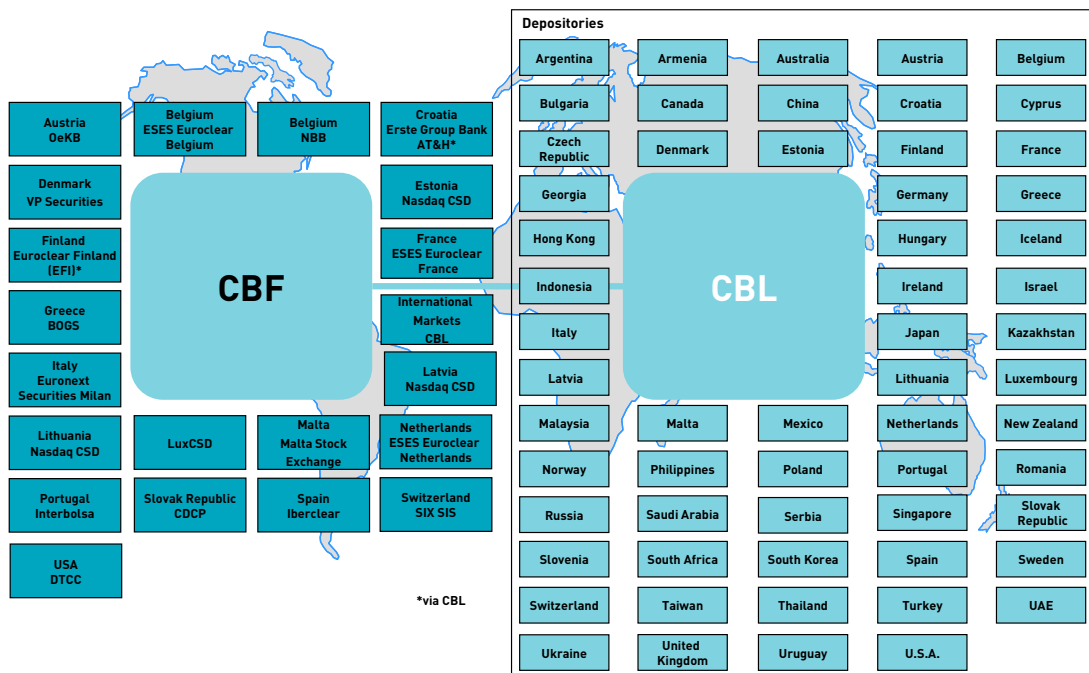 Depositories
Austria
OeKB
Belgium
ESES Euroclear
Belgium
Belgium
NBB
Croatia
Erste Group Bank
AT&H*
Denmark
VP Securities
Estonia
Nasdaq CSD
Finland
Euroclear Finland
(EFI)*
France
ESES Euroclear
France
CBF
Greece
BOGS
International
Markets
CBL
Italy
Euronext
Securities Milan
Latvia
Nasdaq CSD
Lithuania
Nasdaq CSD
LuxCSD
Malta
Malta Stock
Exchange
Netherlands
ESES Euroclear
Netherlands
Portugal
Interbolsa
Slovak Republic
CDCP
Spain
Iberclear
Switzerland
SIX SIS
USA
DTCC
*via CBL
Argentina
Armenia
Australia
Austria
Belgium
Bulgaria
Canada
China
Croatia
Cyprus
Czech
Republic
Denmark
Estonia
Finland
France
Georgia
Germany
Greece
Hong Kong
Hungary
Iceland
Indonesia
CBL
Ireland
Israel
Italy
Japan
Kazakhstan
Latvia
Lithuania
Luxembourg
Malaysia
Malta
Mexico
Netherlands
New Zealand
Norway
Philippines
Poland
Portugal
Romania
Russia
Saudi Arabia
Serbia
Singapore
Slovak
Republic
Slovenia
South Africa
South Korea
Spain
Sweden
Switzerland
Taiwan
Thailand
Turkey
UAE
Ukraine
United
Kingdom
Uruguay
U.S.A.